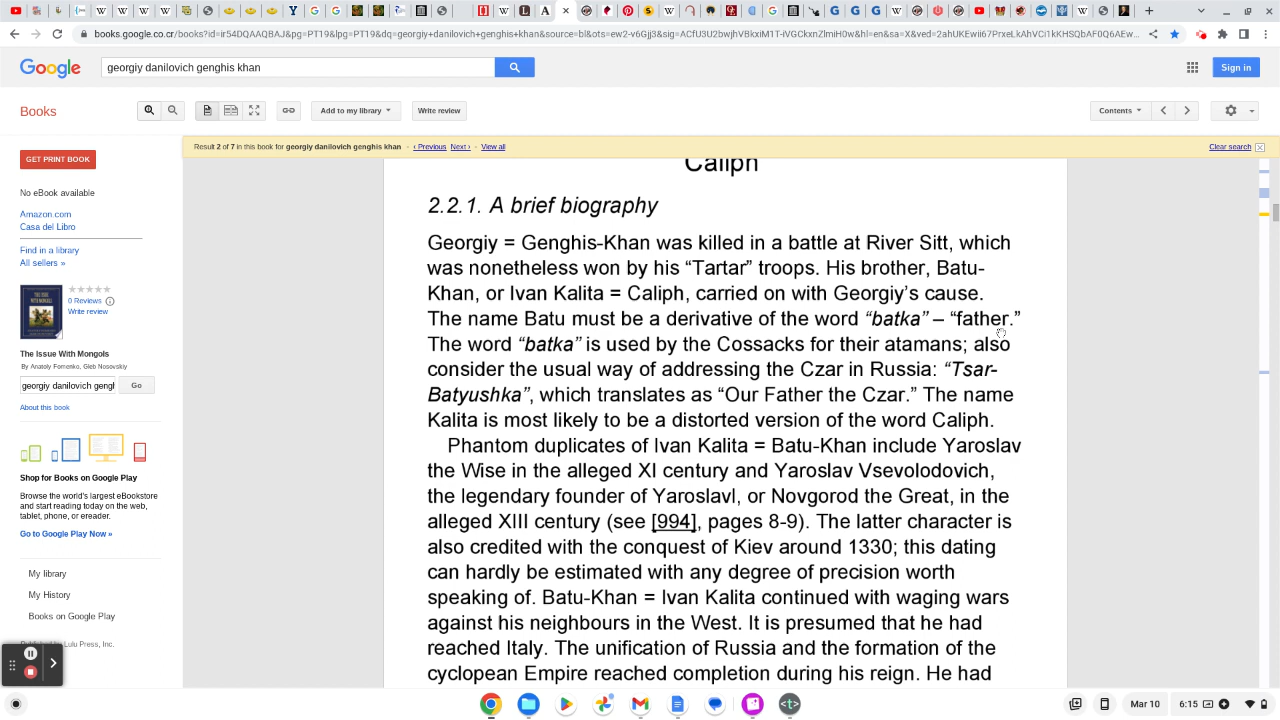 books.google.co.cr/books?id=ir54DQAAQBAJ&pg=PT19&lpg=PT19&dq=georgiy+danilovich+genghis+khan&source=bl&ots=ew2-v6Gjj3&sig=
Google
georgiy danilovich genghis khan
Sign in
Books
Add to my library
Write review
Contents
Result 2 of 7 in this book for georgiy danilovich genghis khan
‹ Previous Next › View all
Clear search
GET PRINT BOOK
No eBook available
Amazon.com
Casa del Libro
Find in a library
All sellers »
0 Reviews
Write review
The Issue With Mongols
By Anatoly Fomenko, Gleb Nosovskiy
georgiy danilovich geng
Go
About this book
Shop for Books on Google Play
Browse the world's largest eBookstore
and start reading today on the web,
tablet, phone, or ereader.
Go to Google Play Now »
My library
My History
Books on Google Play
Lulu Press, Inc.
Caliph
2.2.1. A brief biography
Georgiy = Genghis-Khan was killed in a battle at River Sitt, which
was nonetheless won by his “Tartar” troops. His brother, Batu-
Khan, or Ivan Kalita = Caliph, carried on with Georgiy’s cause.
The name Batu must be a derivative of the word “batka” – “father.”
The word “batka” is used by the Cossacks for their atamans; also
consider the usual way of addressing the Czar in Russia: “Tsar-
Batyushka”, which translates as “Our Father the Czar.” The name
Kalita is most likely to be a distorted version of the word Caliph.
Phantom duplicates of Ivan Kalita = Batu-Khan include Yaroslav
the Wise in the alleged XI century and Yaroslav Vsevolodovich,
the legendary founder of Yaroslavl, or Novgorod the Great, in the
alleged XIII century (see [994], pages 8-9). The latter character is
also credited with the conquest of Kiev around 1330; this dating
can hardly be estimated with any degree of precision worth
speaking of. Batu-Khan = Ivan Kalita continued with waging wars
against his neighbours in the West. It is presumed that he had
reached Italy. The unification of Russia and the formation of the
cyclopean Empire reached completion during his reign. He had
Mar 10
6:15